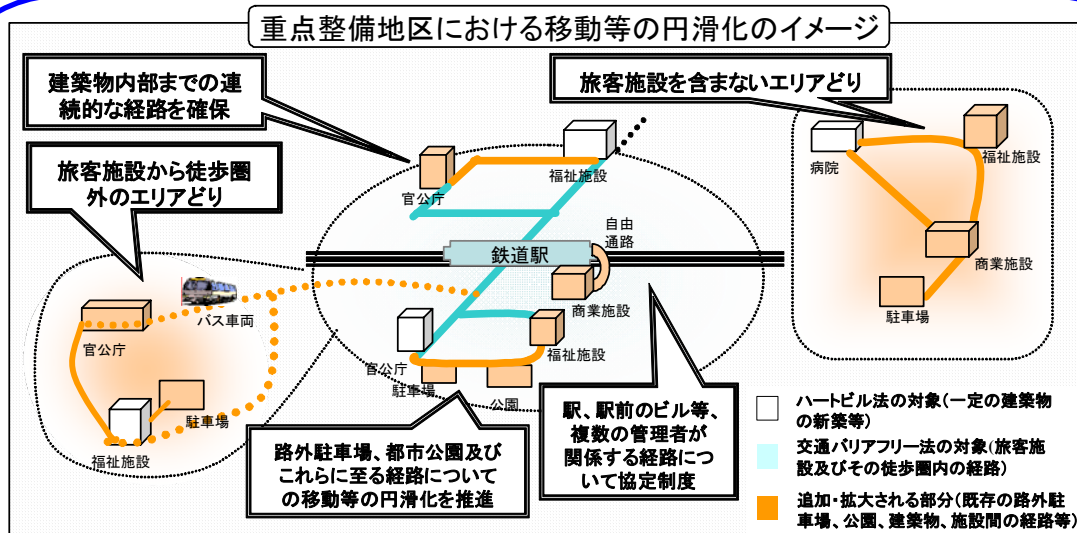 重点整備地区における移動等の円滑化のイメージ
建築物内部までの連
続的な経路を確保
旅客施設を含まないエリアどり
旅客施設から徒歩圏
外のエリアどり
官公庁
福祉施設
自由
通路
鉄道駅
商業施設
病院
福祉施設
商業施設
駐車場
バス車両
官公庁
駐車場
福祉施設
官公庁
駐車場
福祉施設
公園
路外駐車場、都市公園及び
これらに至る経路について
の移動等の円滑化を推進
駅、駅前のビル等、
複数の管理者が
関係する経路につ
いて協定制度
ハートビル法の対象(一定の建築物
の新築等)
交通バリアフリー法の対象(旅客施
設及びその徒歩圏内の経路)
追加・拡大される部分(既存の路外駐
車場、公園、建築物、施設間の経路等)